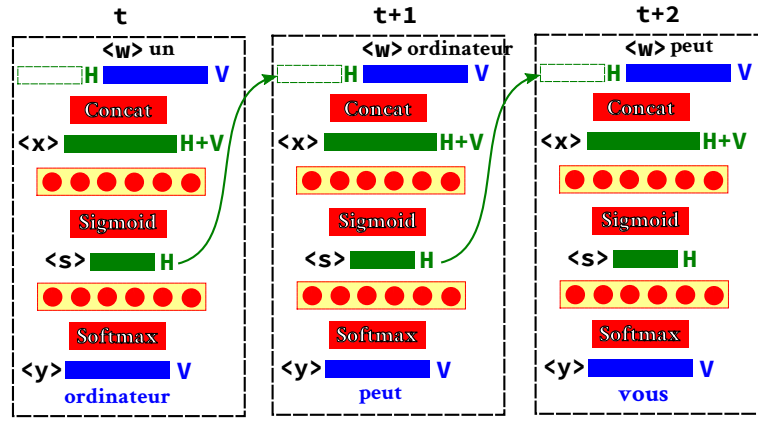 t t+1 t+2
<w> un <w> ordinateur <w> peut
H V H V H V
Concat Concat Concat
<x> H+V <x> H+V <x> H+V
Sigmoid Sigmoid Sigmoid
<s> H <s> H <s> H
Softmax Softmax Softmax
<y> V <y> V <y> V
ordinateur peut vous